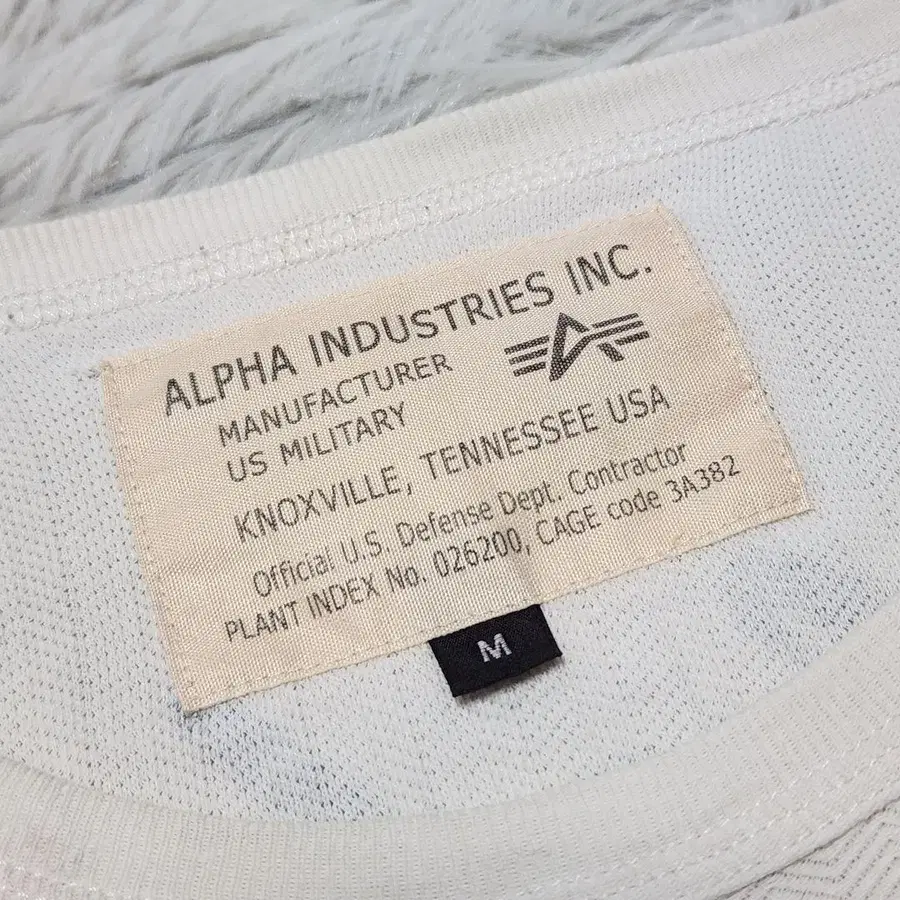 ALPHA INDUSTRIES INC.
MANUFACTURER
US MILITARY
KNOXVILLE, TENNESSEE USA
Official U.S. Defense Dept. Contractor
PLANT INDEX No. 026200, CAGE code 3A382
M